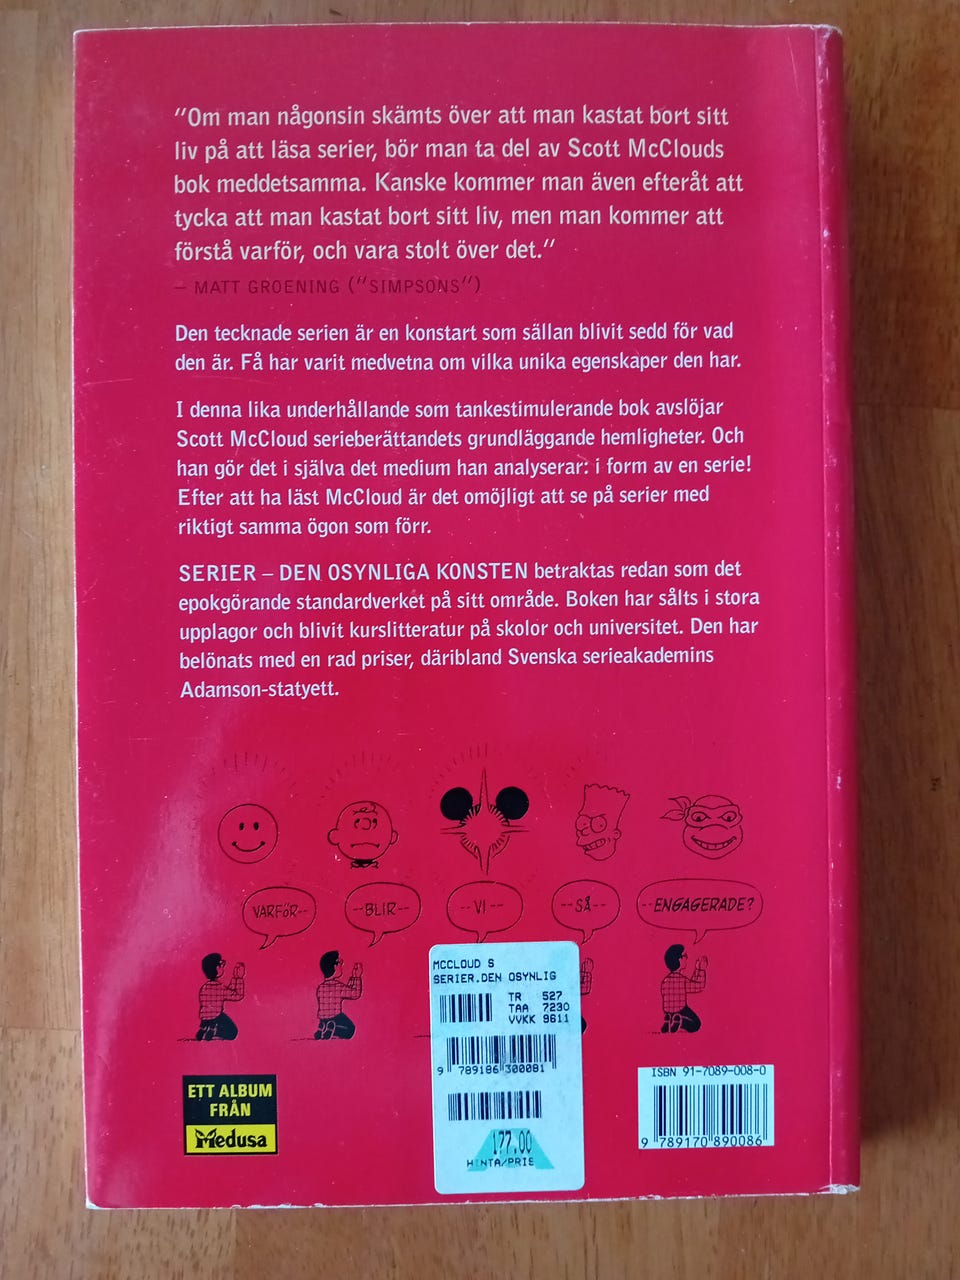 "Om man någonsin skämts över att man kastat bort sitt
liv på att läsa serier, bör man ta del av Scott McClouds
bok meddetsamma. Kanske kommer man även efteråt att
tycka att man kastat bort sitt liv, men man kommer att
förstå varför, och vara stolt över det."
– MATT GROENING ("SIMPSONS")
Den tecknade serien är en konstart som sällan blivit sedd för vad
den är. Få har varit medvetna om vilka unika egenskaper den har.
I denna lika underhållande som tankestimulerande bok avslöjar
Scott McCloud serieberättandets grundläggande hemligheter. Och
han gör det i själva det medium han analyserar: i form av en serie!
Efter att ha läst McCloud är det omöjligt att se på serier med
riktigt samma ögon som förr.
SERIER – DEN OSYNLIGA KONSTEN betraktas redan som det
epokgörande standardverket på sitt område. Boken har sålts i stora
upplagor och blivit kurslitteratur på skolor och universitet. Den har
belönats med en rad priser, däribland Svenska serieakademins
Adamson-statyett.
VARFÖR-- --BLIR-- --VI-- --SÅ-- --ENGAGERADE?
MCCLOUD S
SERIER.DEN OSYNLIG
TR 527
TAA 7230
VVKK 9611
9 789186 300081
177.00
HINTA/PRIS
ETT ALBUM
FRÅN
Medusa
ISBN 91-7089-008-0
9 789170 890086